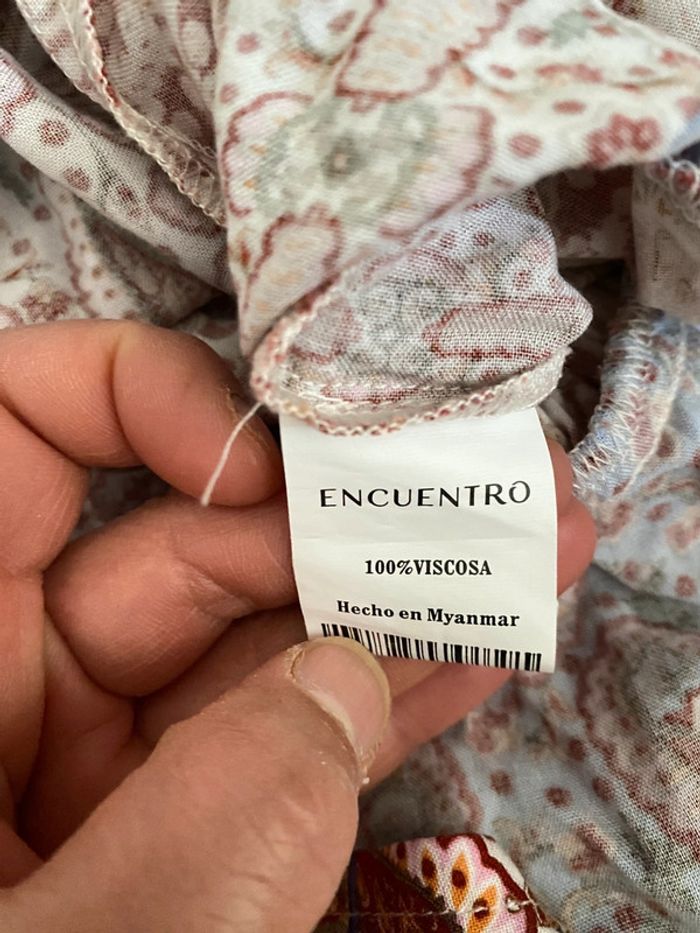 ENCUENTRO
100%VISCOSA
Hecho en Myanmar